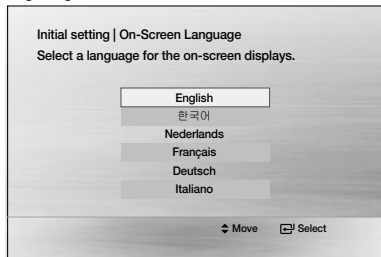 Initial setting | On-Screen Language
Select a language for the on-screen displays.
English
한국어
Nederlands
Français
Deutsch
Italiano
Move Select